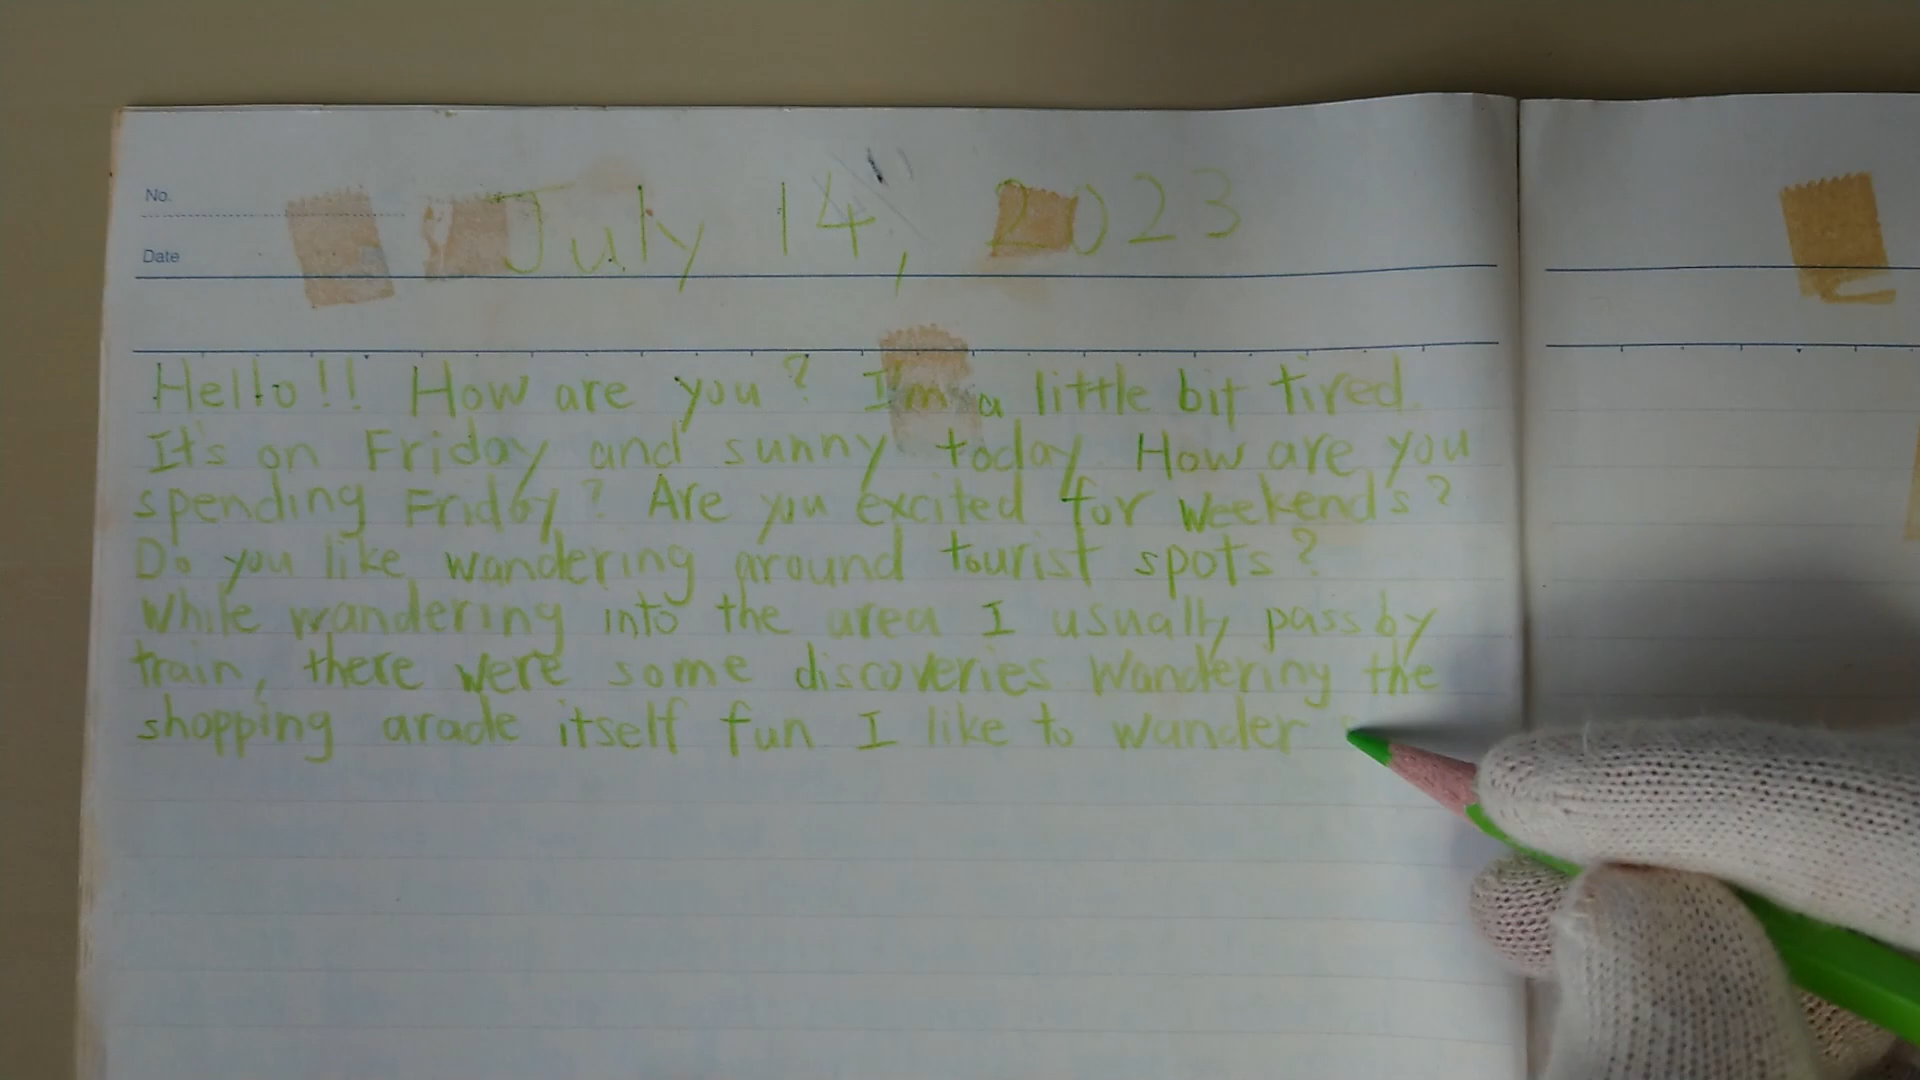 No.
July 14, 2023
Date
Hello!! How are you? I'm a little bit tired.
It's on Friday and sunny today. How are you
spending Friday? Are you excited for weekends?
Do you like wandering around tourist spots?
While wandering into the area I usually pass by
train, there were some discoveries Wandering the
shopping arade itself fun I like to wander s